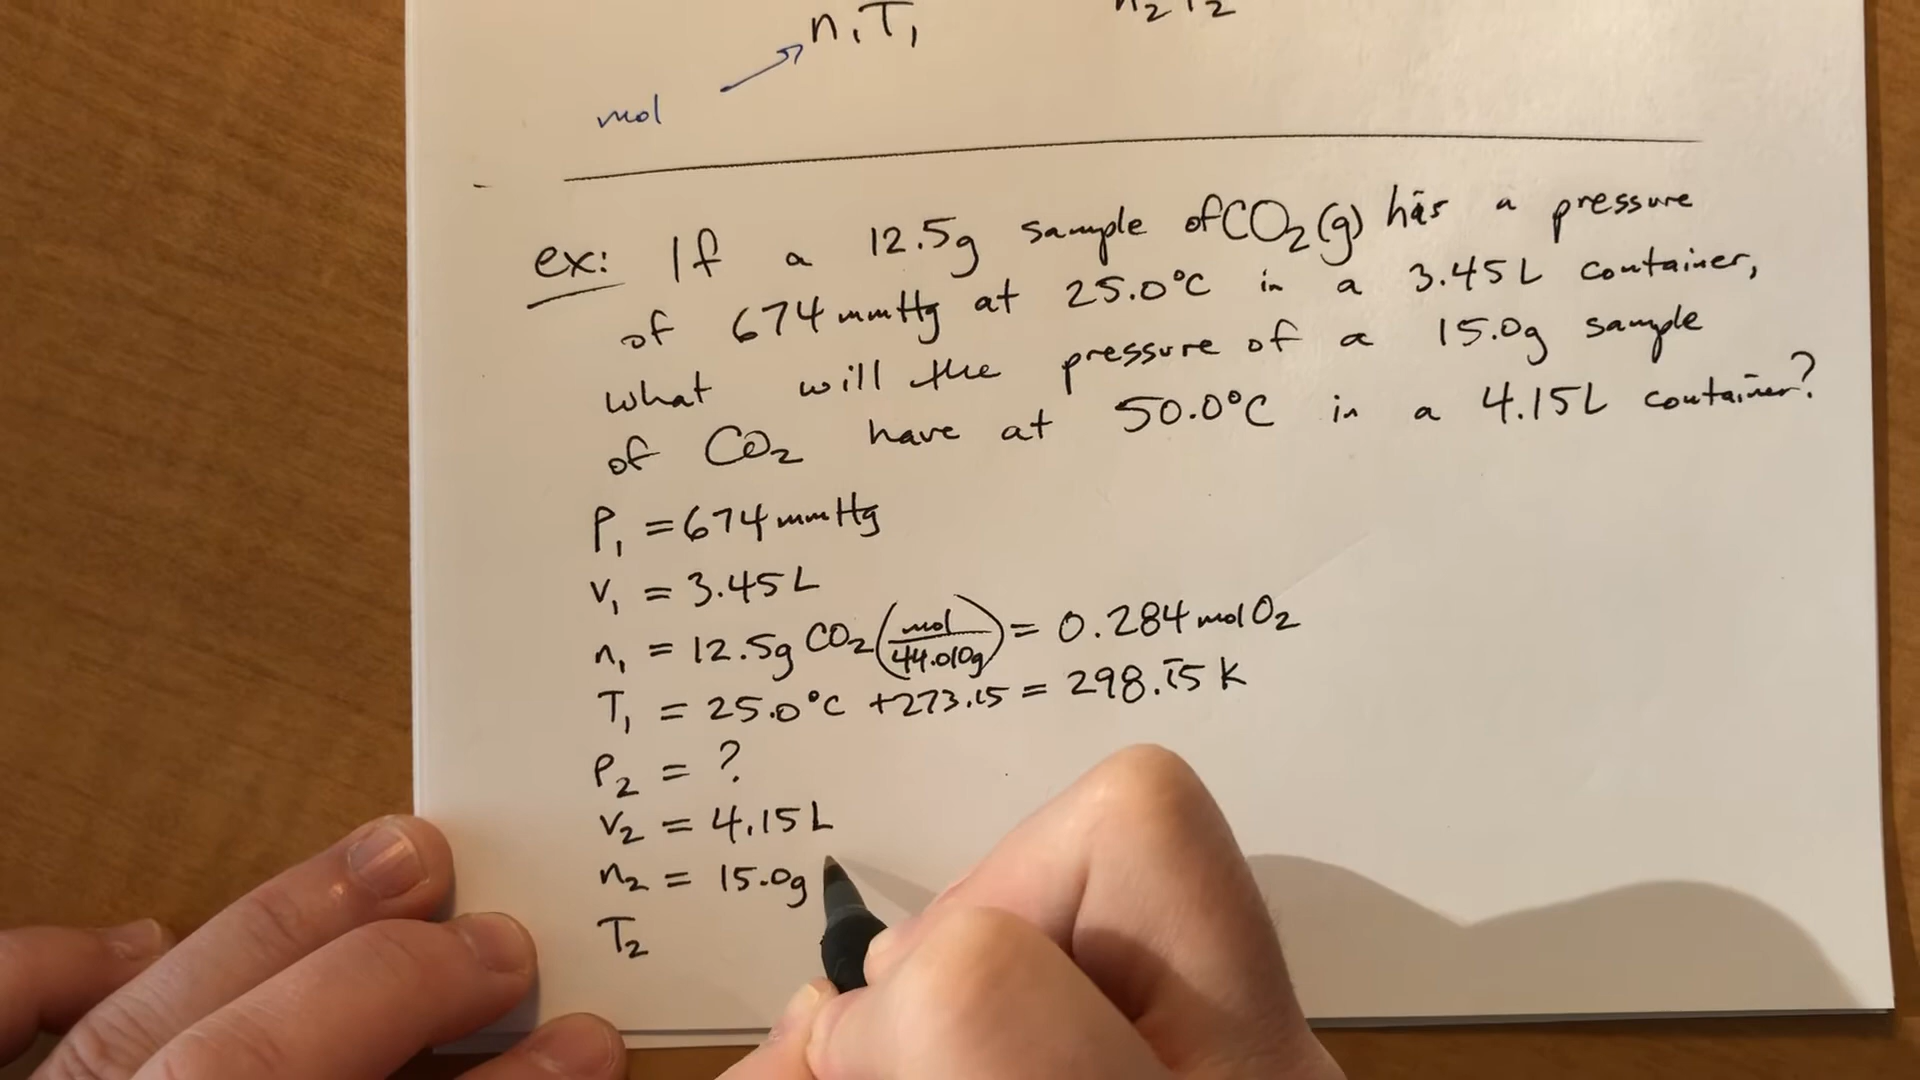 n₁T₁ n₂T₂
mol
ex: If a 12.5g sample of CO₂(g) has a pressure
of 674 mmHg at 25.0°C in a 3.45L container,
what will the pressure of a 15.0g sample
of CO₂ have at 50.0°C in a 4.15L container?
P₁ = 674 mmHg
V₁ = 3.45L
n₁ = 12.5g CO₂(mol/44.010g) = 0.284 mol O₂
T₁ = 25.0°C +273.15 = 298.15 K
P₂ = ?
V₂ = 4.15L
n₂ = 15.0g
T₂